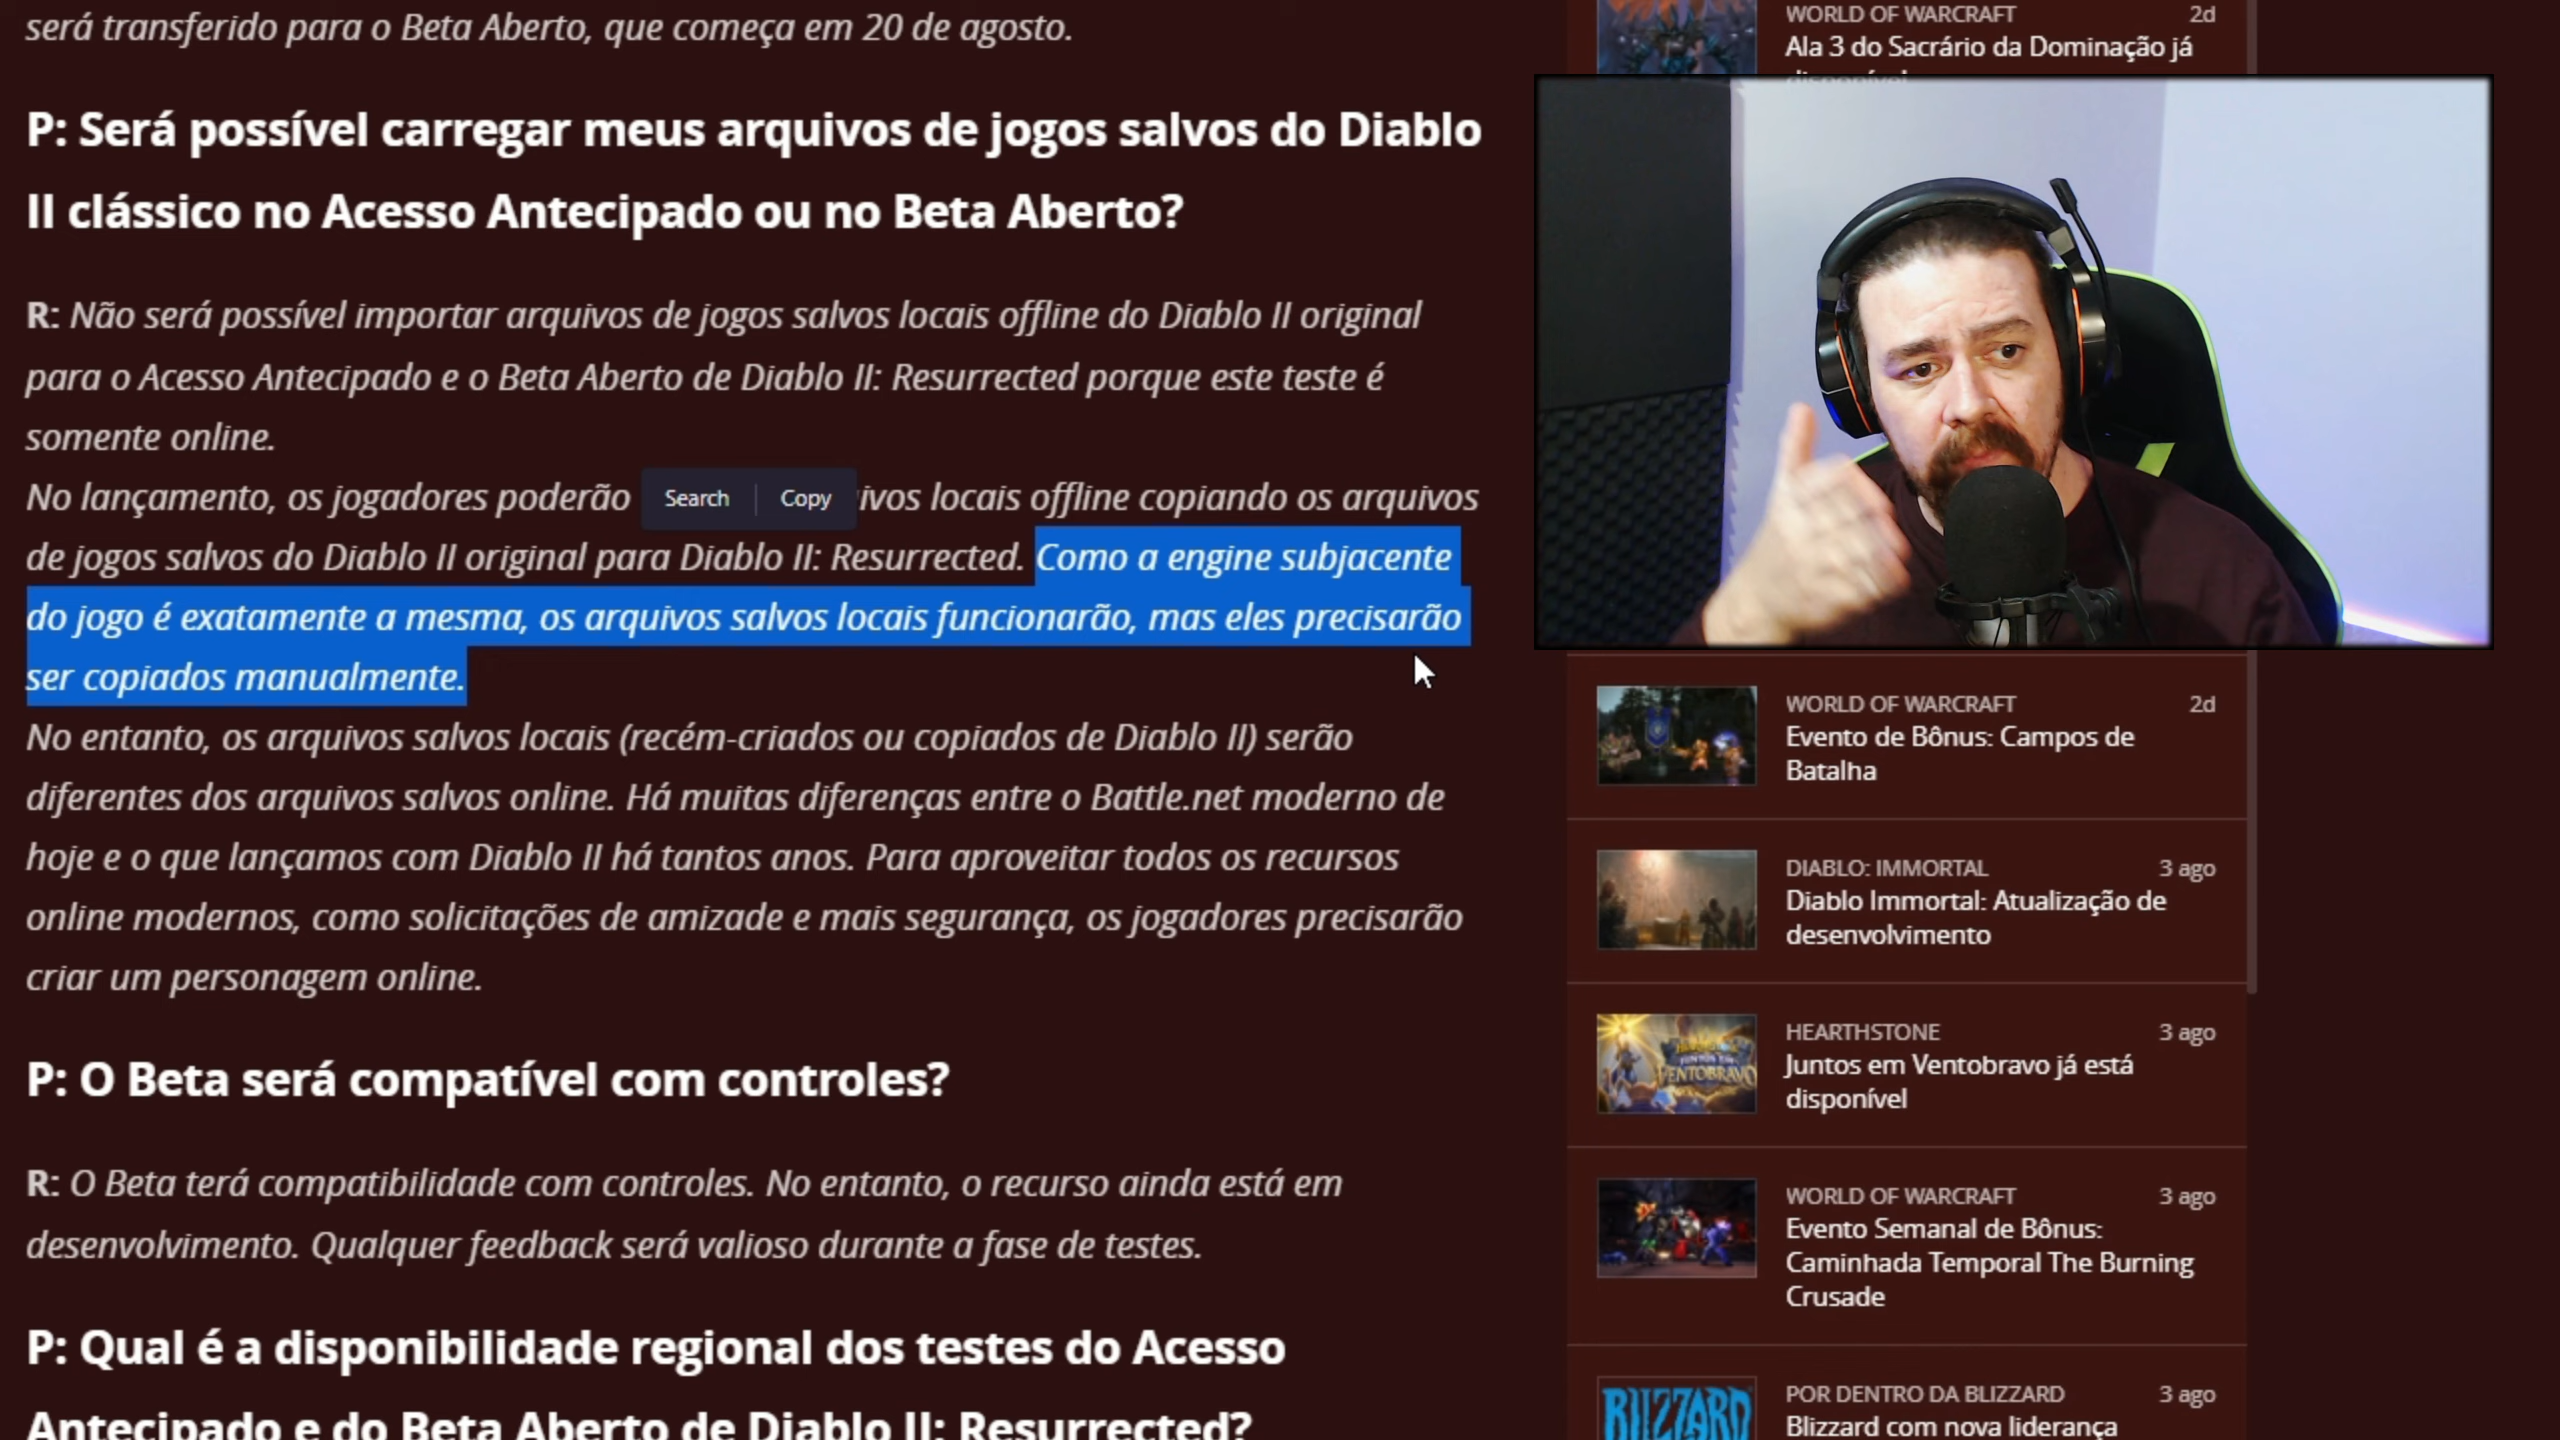 será transferido para o Beta Aberto, que começa em 20 de agosto.
P: Será possível carregar meus arquivos de jogos salvos do Diablo
II clássico no Acesso Antecipado ou no Beta Aberto?
R: Não será possível importar arquivos de jogos salvos locais offline do Diablo II original
para o Acesso Antecipado e o Beta Aberto de Diablo II: Resurrected porque este teste é
somente online.
No lançamento, os jogadores poderão
Search
Copy
ivos locais offline copiando os arquivos
de jogos salvos do Diablo II original para Diablo II: Resurrected. Como a engine subjacente
do jogo é exatamente a mesma, os arquivos salvos locais funcionarão, mas eles precisarão
ser copiados manualmente.
No entanto, os arquivos salvos locais (recém-criados ou copiados de Diablo II) serão
diferentes dos arquivos salvos online. Há muitas diferenças entre o Battle.net moderno de
hoje e o que lançamos com Diablo II há tantos anos. Para aproveitar todos os recursos
online modernos, como solicitações de amizade e mais segurança, os jogadores precisarão
criar um personagem online.
P: O Beta será compatível com controles?
R: O Beta terá compatibilidade com controles. No entanto, o recurso ainda está em
desenvolvimento. Qualquer feedback será valioso durante a fase de testes.
P: Qual é a disponibilidade regional dos testes do Acesso
Antecipado e do Beta Aberto de Diablo II: Resurrected?
WORLD OF WARCRAFT 2d
Ala 3 do Sacrário da Dominação já
disponível
WORLD OF WARCRAFT 2d
Evento de Bônus: Campos de
Batalha
DIABLO: IMMORTAL 3 ago
Diablo Immortal: Atualização de
desenvolvimento
JUNTOS EM
VENTOBRAVO
HEARTHSTONE 3 ago
Juntos em Ventobravo já está
disponível
WORLD OF WARCRAFT 3 ago
Evento Semanal de Bônus:
Caminhada Temporal The Burning
Crusade
BLIZZARD
POR DENTRO DA BLIZZARD 3 ago
Blizzard com nova liderança